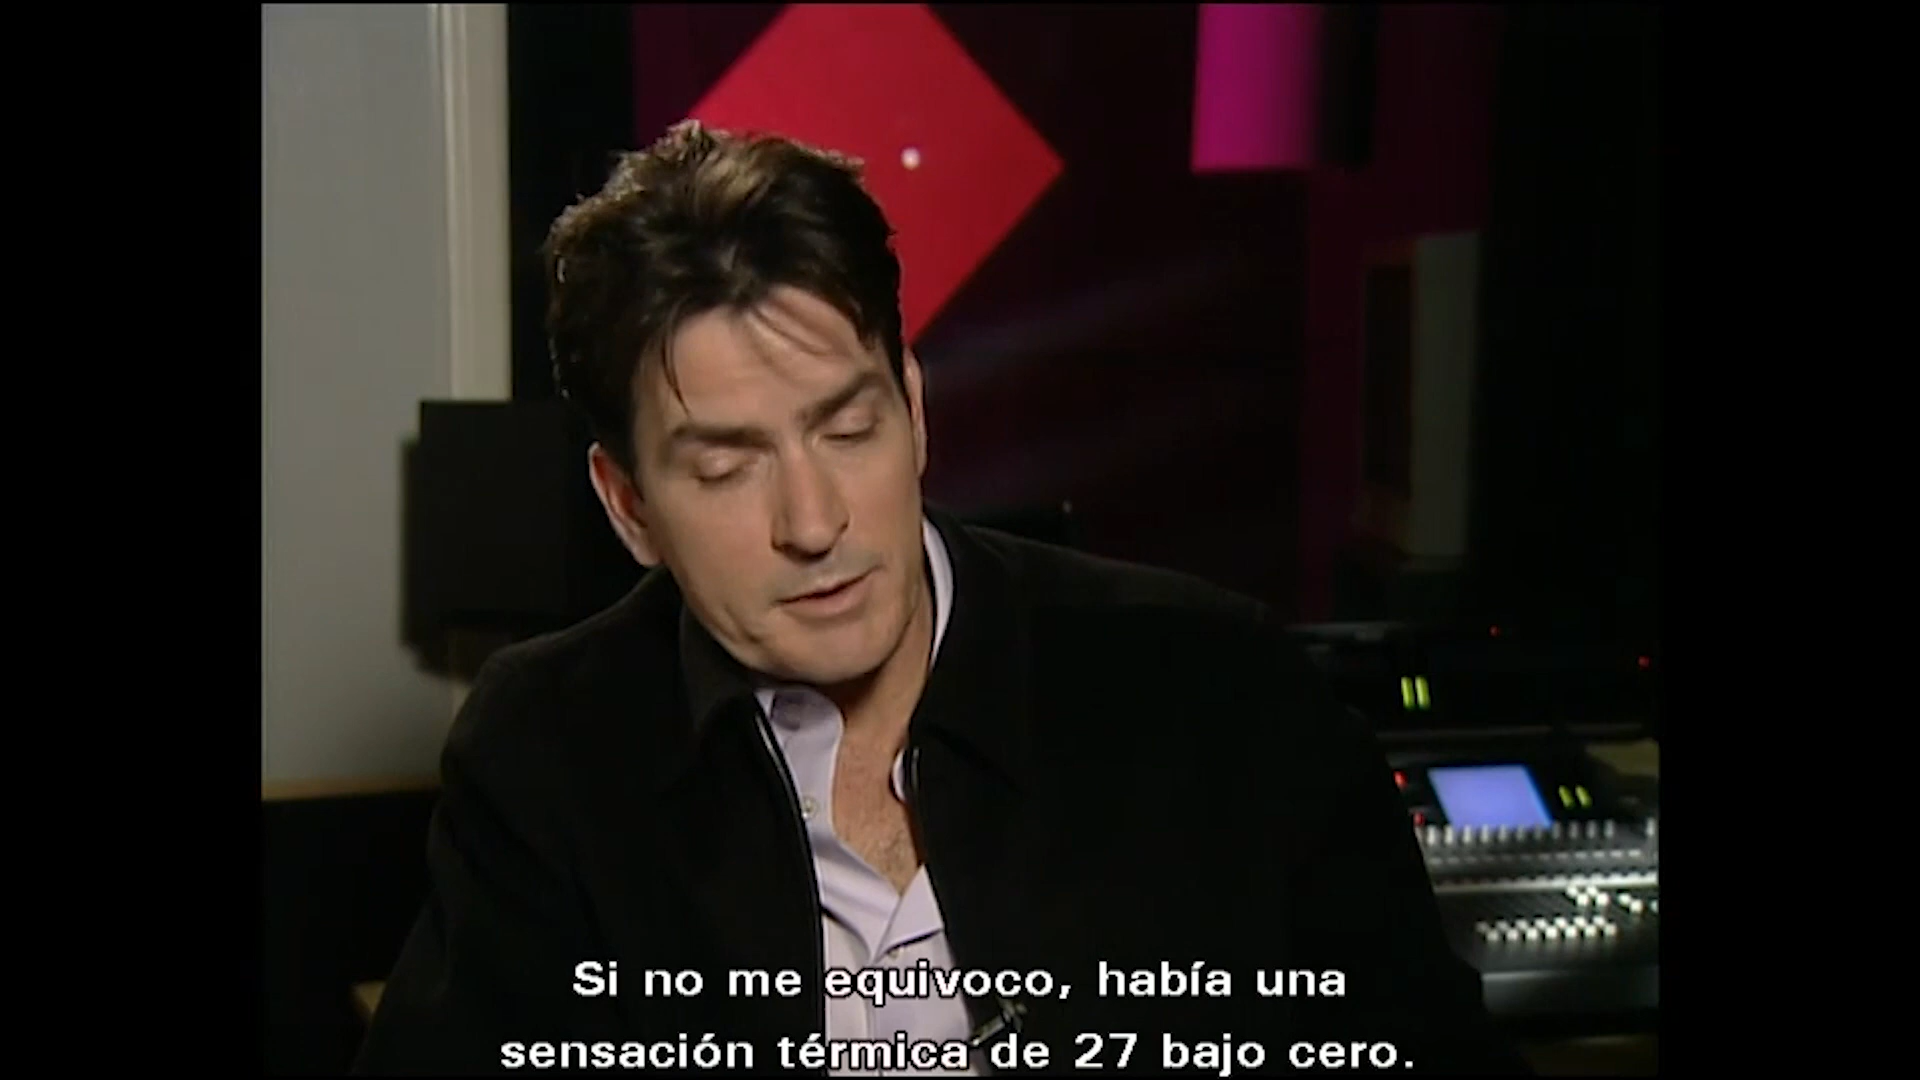 Si no me equivoco, había una
sensación térmica de 27 bajo cero.